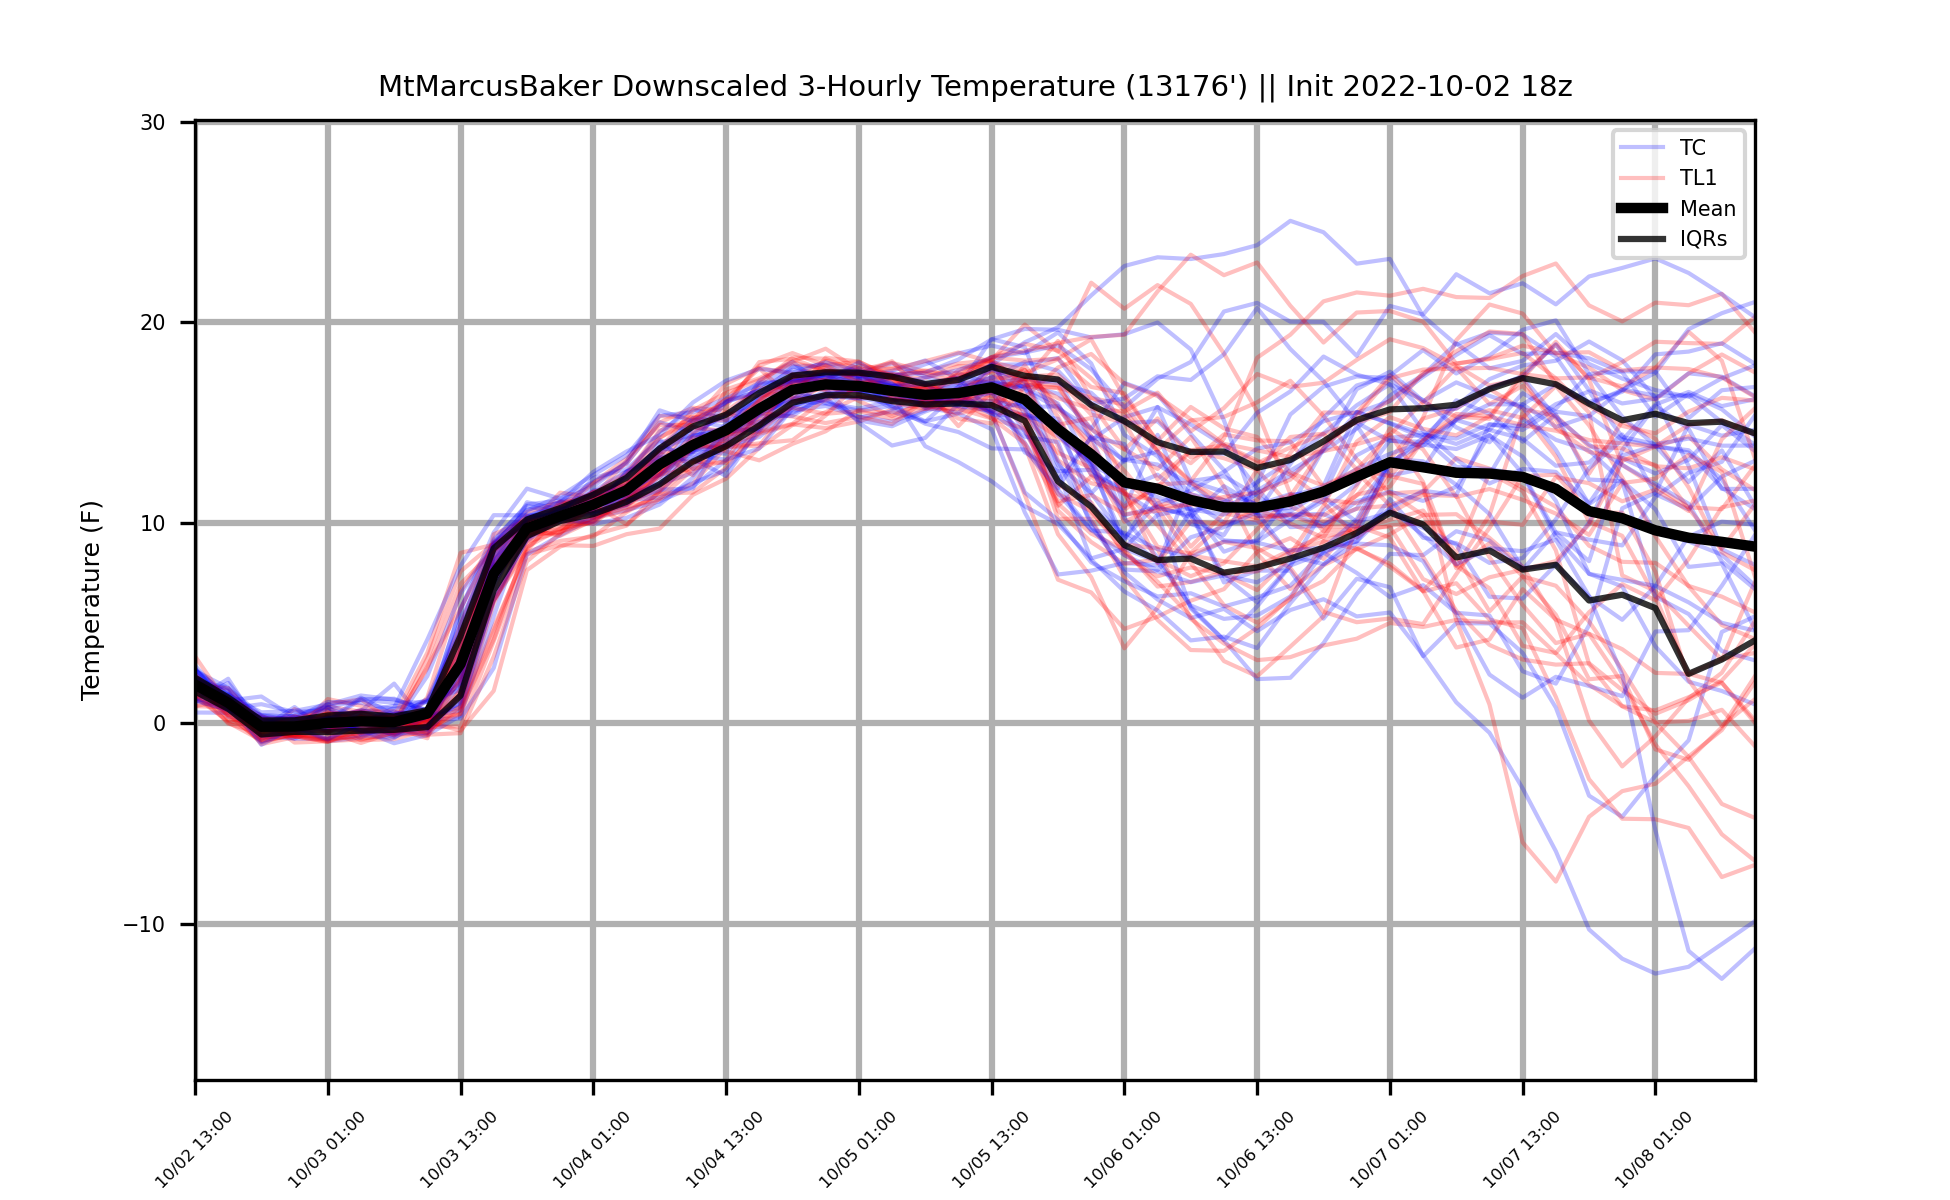 MtMarcusBaker Downscaled 3-Hourly Temperature (13176') || Init 2022-10-02 18z
TC
TL1
Mean
IQRs
Temperature (F)
30
20
10
0
−10
10/02 13:00
10/03 01:00
10/03 13:00
10/04 01:00
10/04 13:00
10/05 01:00
10/05 13:00
10/06 01:00
10/06 13:00
10/07 01:00
10/07 13:00
10/08 01:00